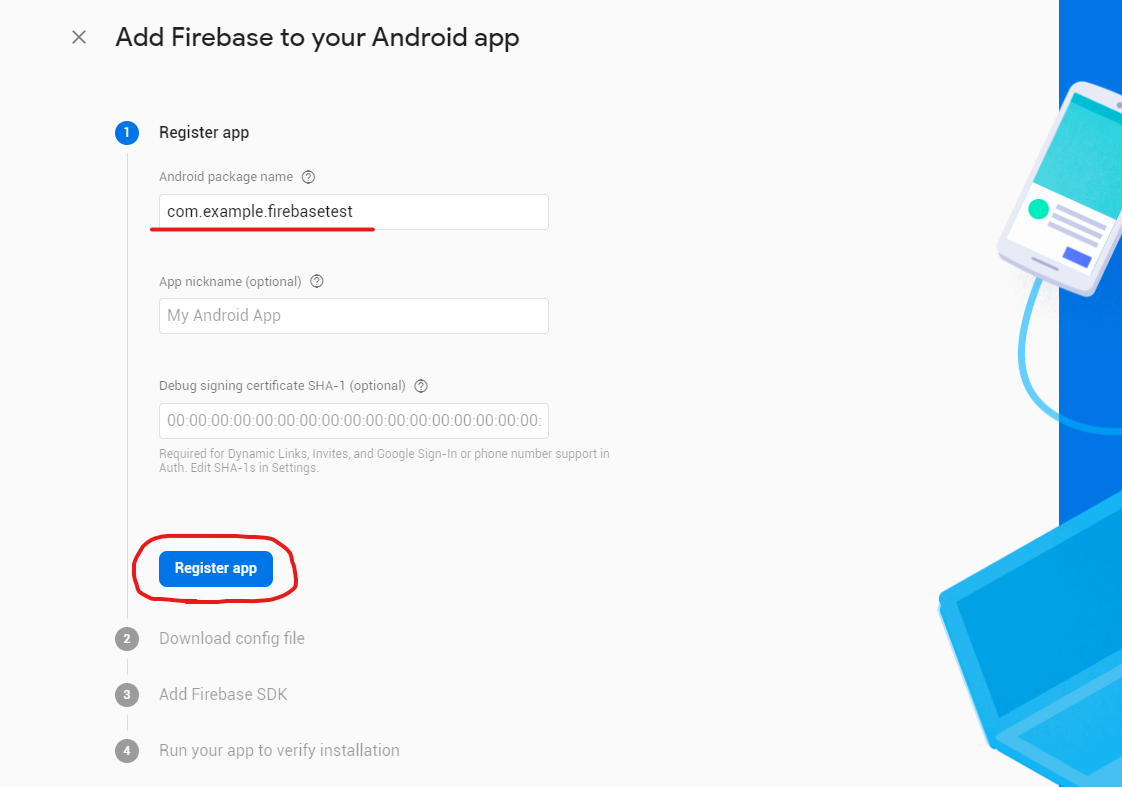 Add Firebase to your Android app
1 Register app
Android package name ?
com.example.firebasetest
App nickname (optional) ?
My Android App
Debug signing certificate SHA-1 (optional) ?
00:00:00:00:00:00:00:00:00:00:00:00:00:00:00:00:00:
Required for Dynamic Links, Invites, and Google Sign-In or phone number support in
Auth. Edit SHA-1s in Settings.
Register app
2 Download config file
3 Add Firebase SDK
4 Run your app to verify installation